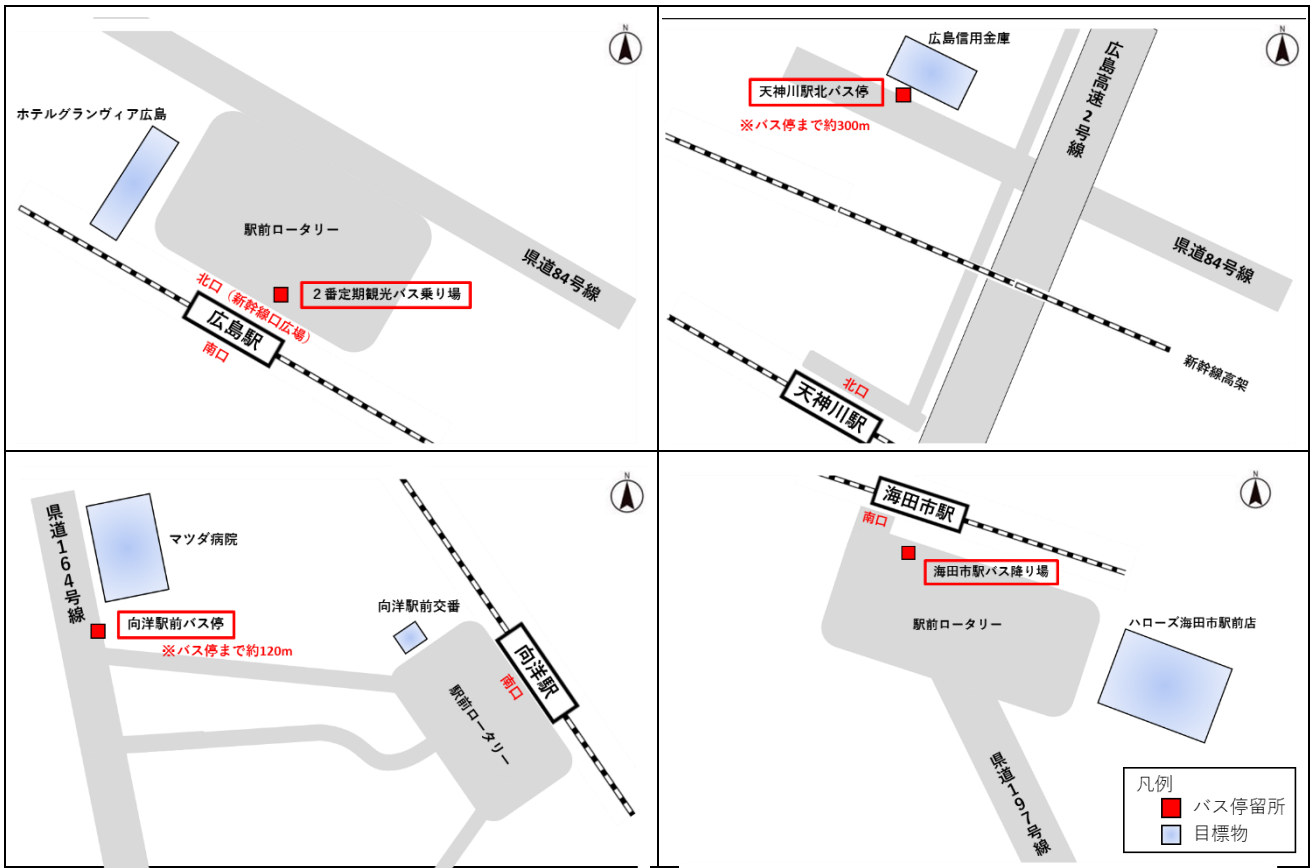 N
ホテルグランヴィア広島
駅前ロータリー
県道84号線
北口（新幹線口広場）
２番定期観光バス乗り場
広島駅
南口
N
広島信用金庫
広島高速２号線
天神川駅北バス停
※バス停まで約300m
県道84号線
新幹線高架
北口
天神川駅
N
県道164号線
マツダ病院
向洋駅前バス停
※バス停まで約120m
向洋駅前交番
向洋駅
南口
駅前ロータリー
N
海田市駅
南口
海田市駅バス降り場
駅前ロータリー
ハローズ海田市駅前店
県道197号線
凡例
バス停留所
目標物